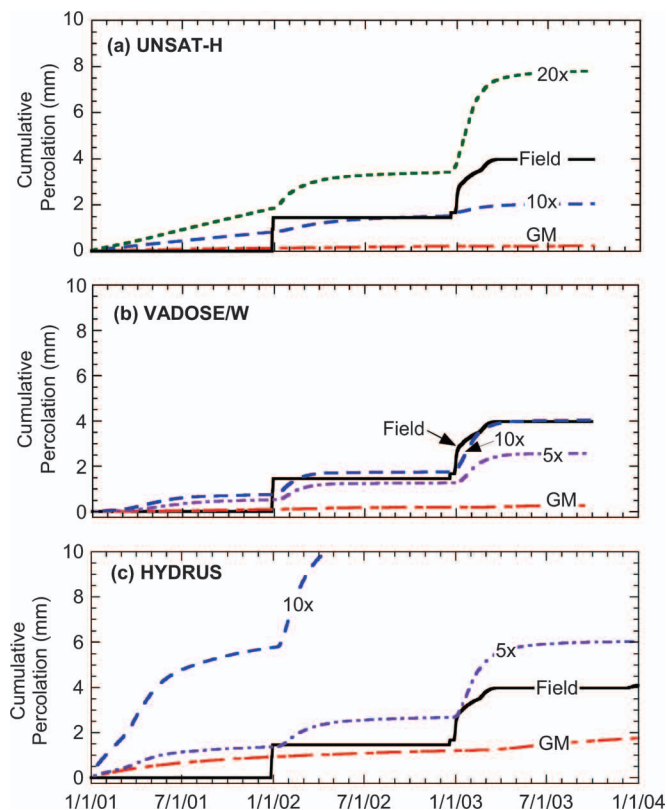 (a) UNSAT-H
Cumulative
Percolation (mm)
10
8
6
4
2
0
20x
Field
10x
GM
(b) VADOSE/W
Cumulative
Percolation (mm)
10
8
6
4
2
0
Field
10x
5x
GM
(c) HYDRUS
Cumulative
Percolation (mm)
10
8
6
4
2
0
10x
5x
Field
GM
1/1/01 7/1/01 1/1/02 7/1/02 1/1/03 7/1/03 1/1/04